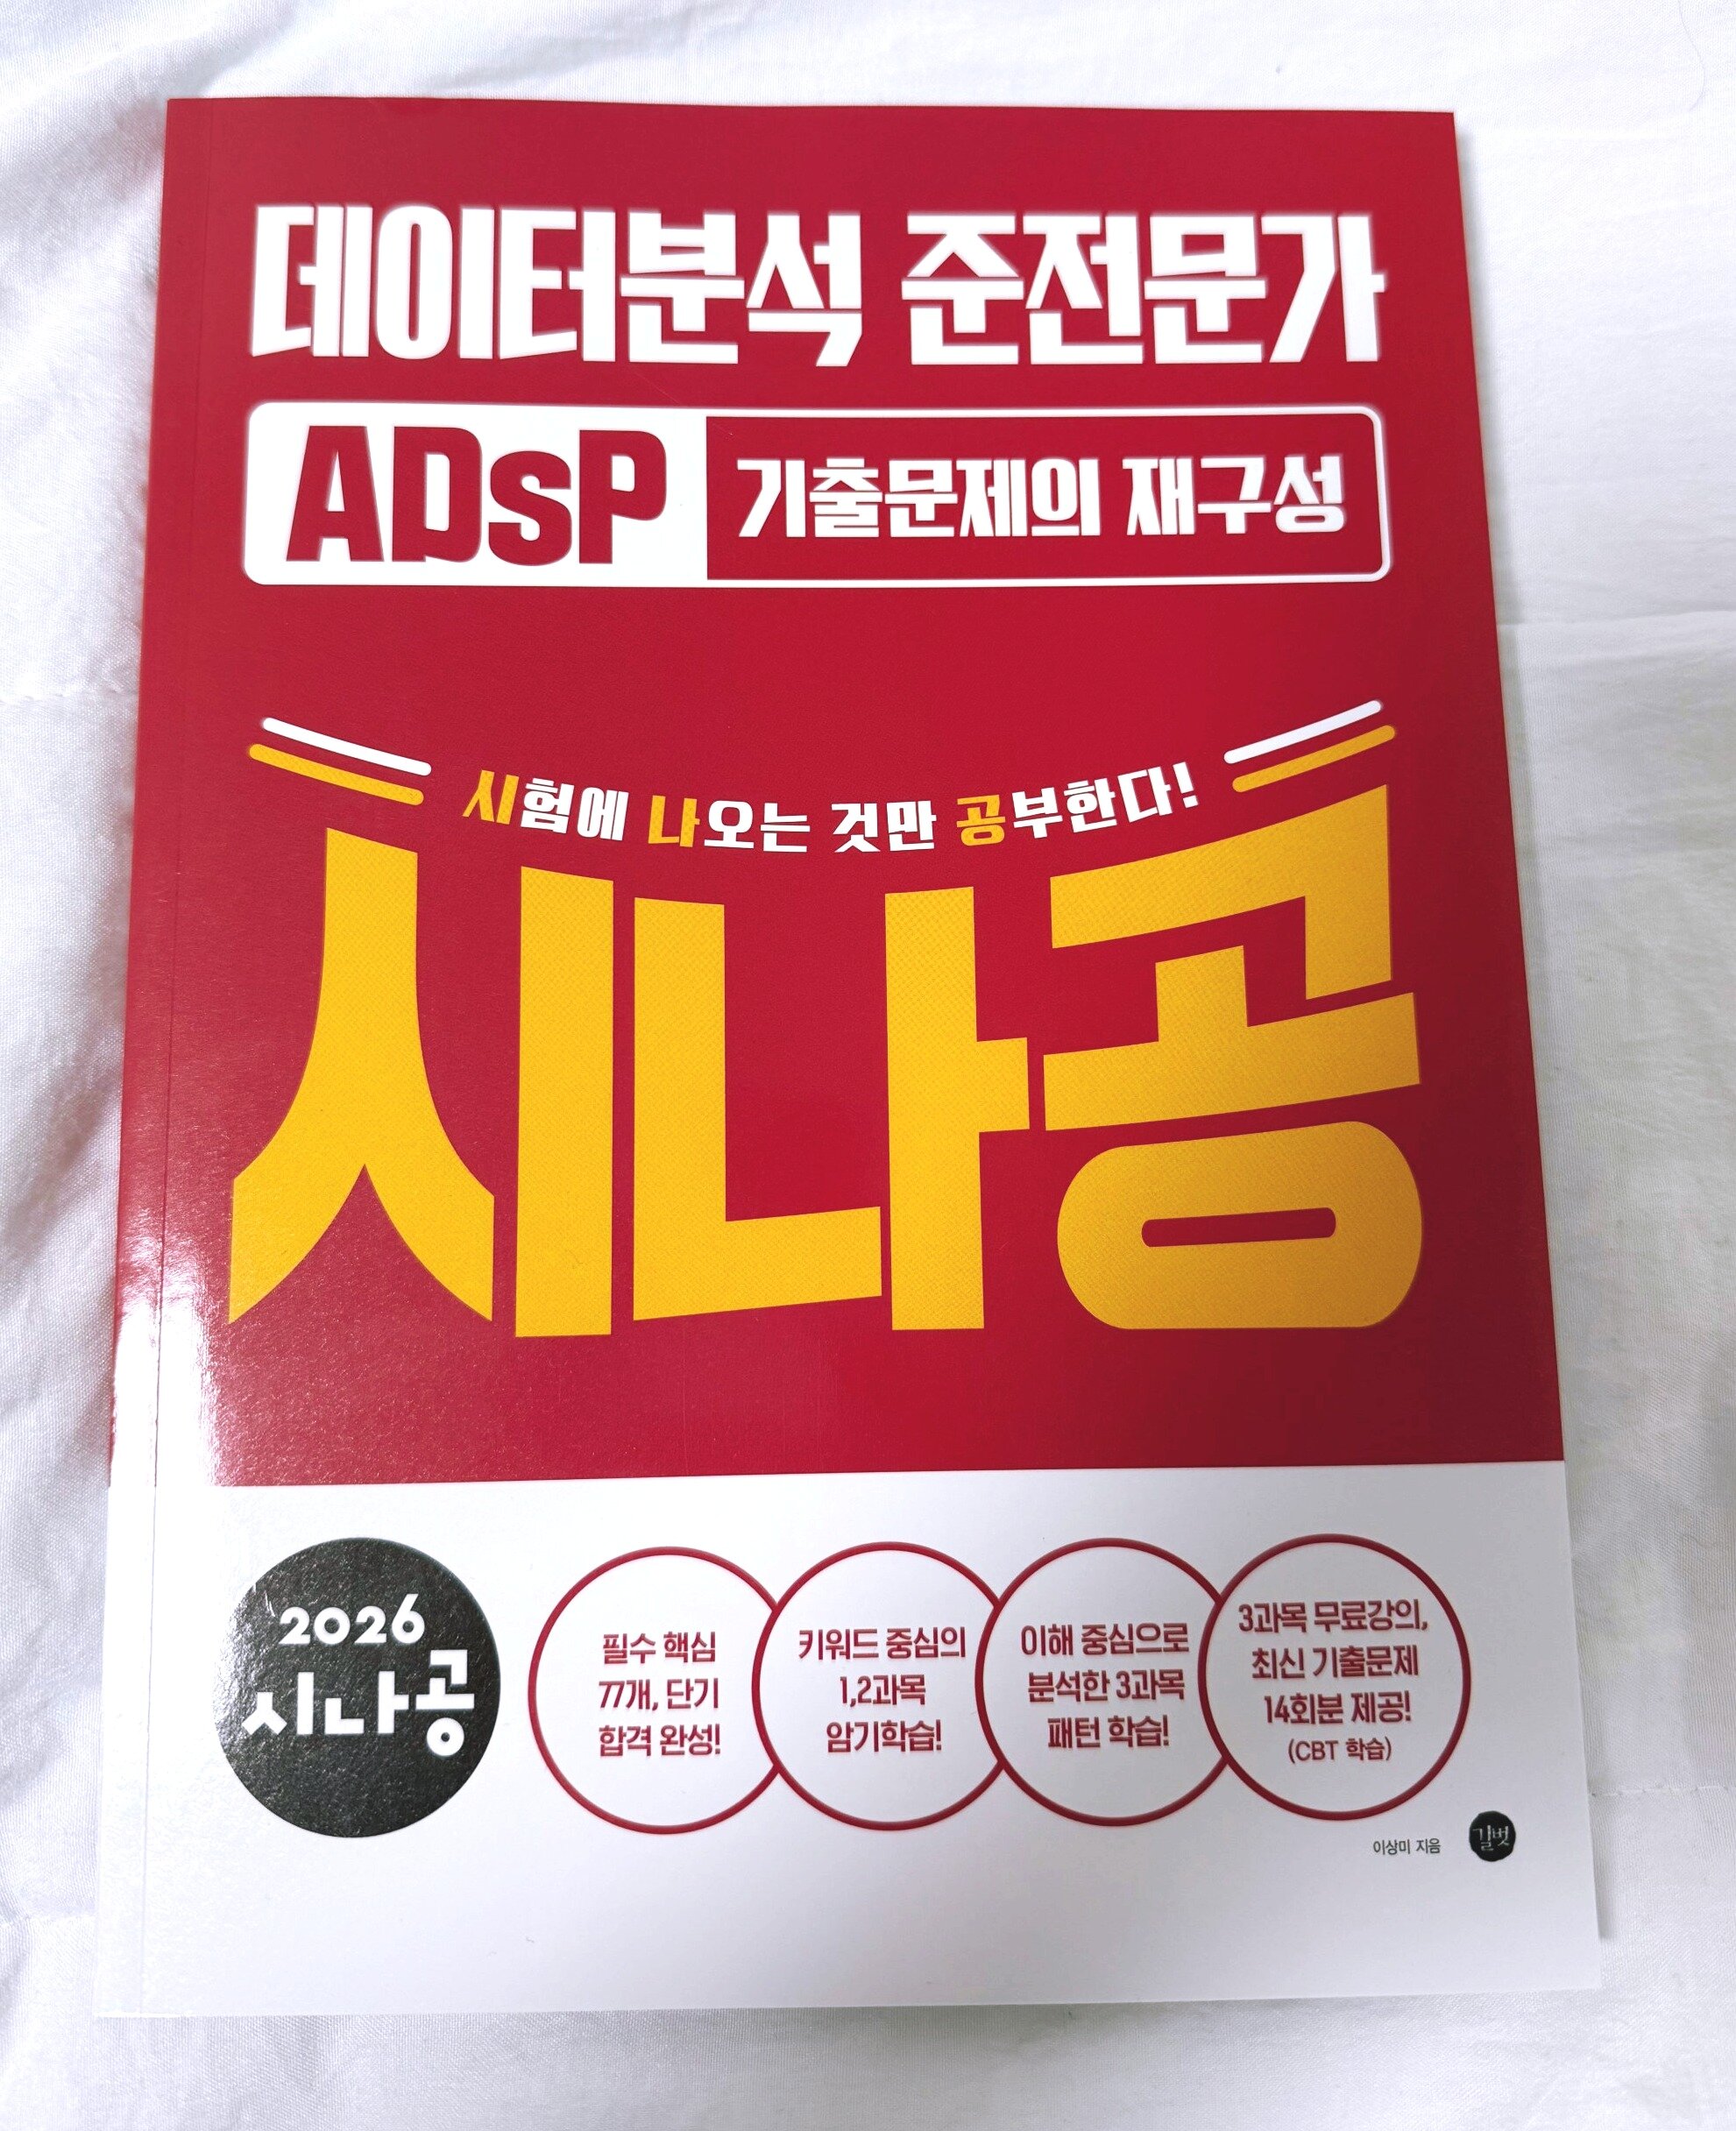 데이터분석 준전문가
ADsP 기출문제의 재구성
시험에 나오는 것만 공부한다!
시나공
2026
시나공
필수 핵심
77개, 단기
합격 완성!
키워드 중심의
1,2과목
암기학습!
이해 중심으로
분석한 3과목
패턴 학습!
3과목 무료강의,
최신 기출문제
14회분 제공!
(CBT 학습)
이상미 지음
길벗